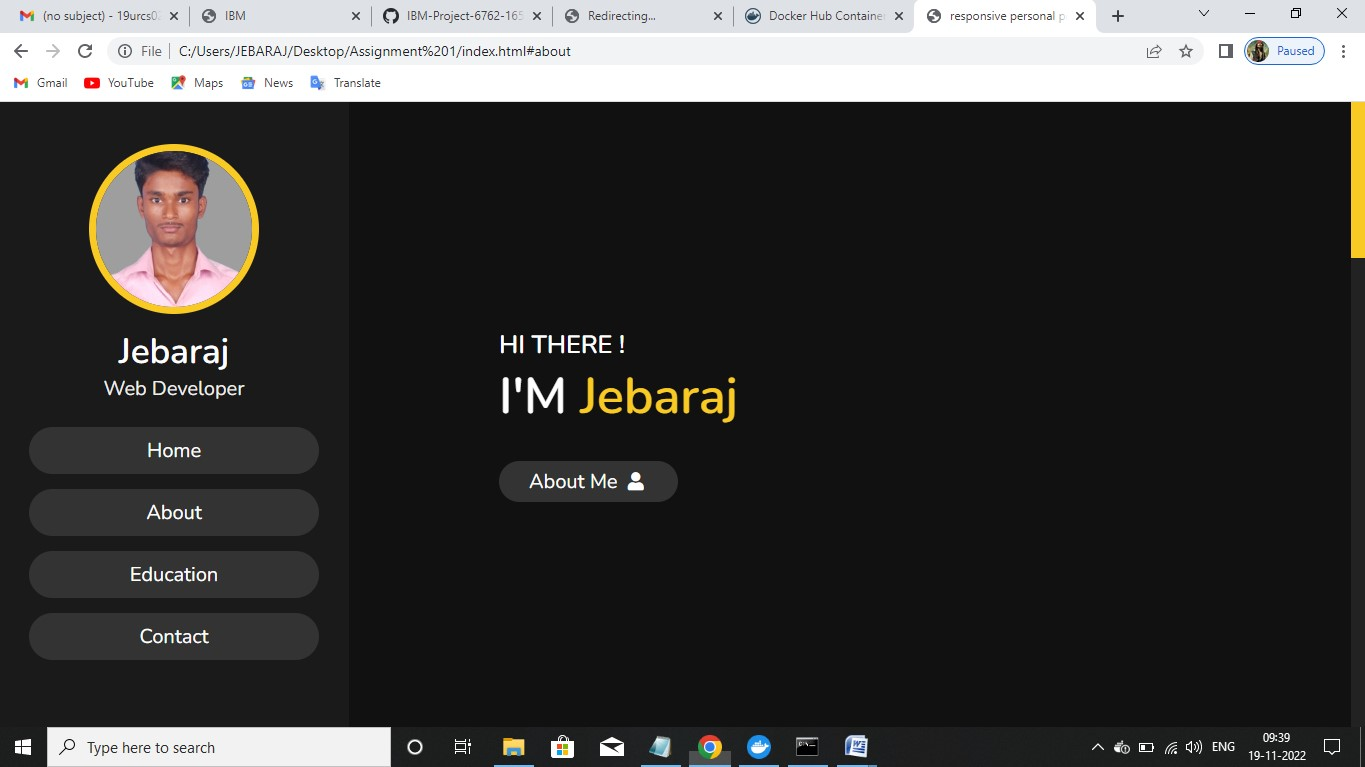 (no subject) - 19urcs0
IBM
IBM-Project-6762-165
Redirecting...
Docker Hub Container
responsive personal p
File
C:/Users/JEBARAJ/Desktop/Assignment%201/index.html#about
Paused
Gmail
YouTube
Maps
News
Translate
Jebaraj
Web Developer
Home
About
Education
Contact
HI THERE !
I'M Jebaraj
About Me
Type here to search
ENG
09:39
19-11-2022